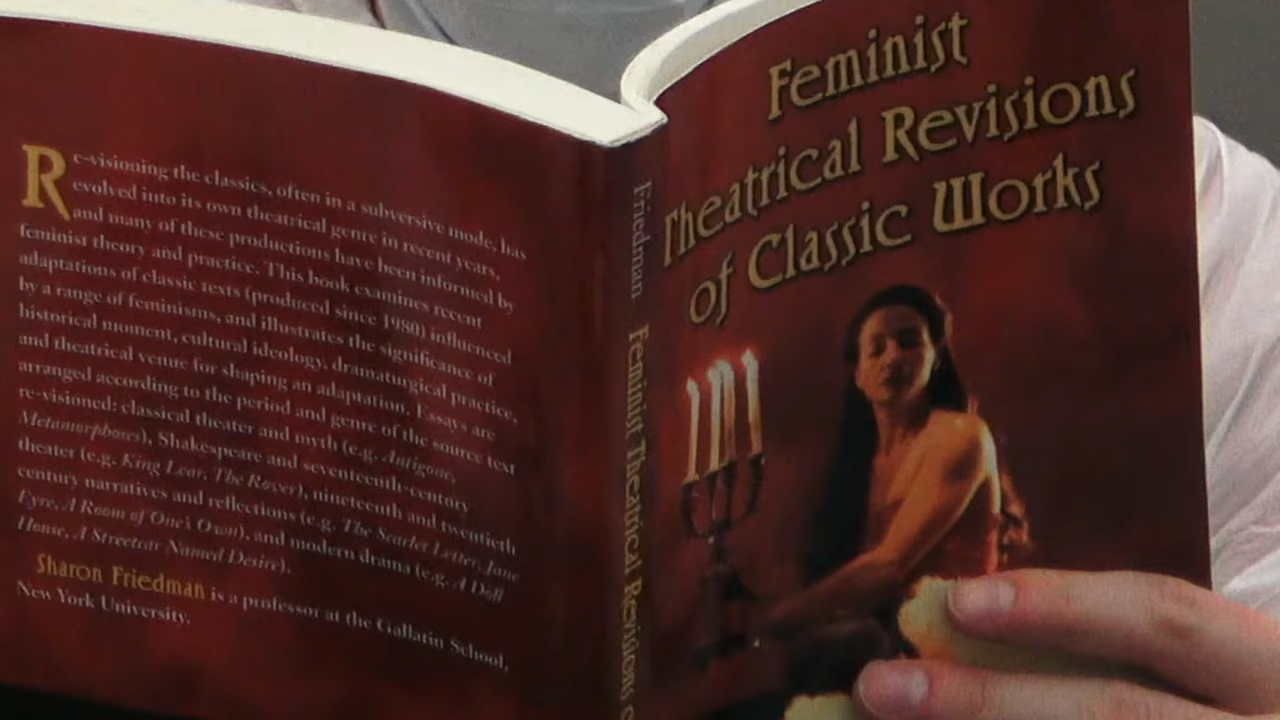 Re-visioning the classics, often in a subversive mode, has
evolved into its own theatrical genre in recent years,
and many of these productions have been informed by
feminist theory and practice. This book examines recent
adaptations of classic texts (produced since 1980) influenced
by a range of feminisms, and illustrates the significance of
historical moment, cultural ideology, dramaturgical practice,
and theatrical venue for shaping an adaptation. Essays are
arranged according to the period and genre of the source text
re-visioned: classical theater and myth (e.g. Antigone,
Metamorphoses), Shakespeare and seventeenth-century
theater (e.g. King Lear, The Rover), nineteenth and twentieth
century narratives and reflections (e.g. The Scarlet Letter, Jane
Eyre, A Room of One's Own), and modern drama (e.g. A Doll
House, A Streetcar Named Desire).
Sharon Friedman is a professor at the Gallatin School,
New York University.
Friedman Feminist Theatrical Revisions
Feminist
Theatrical Revisions
of Classic Works